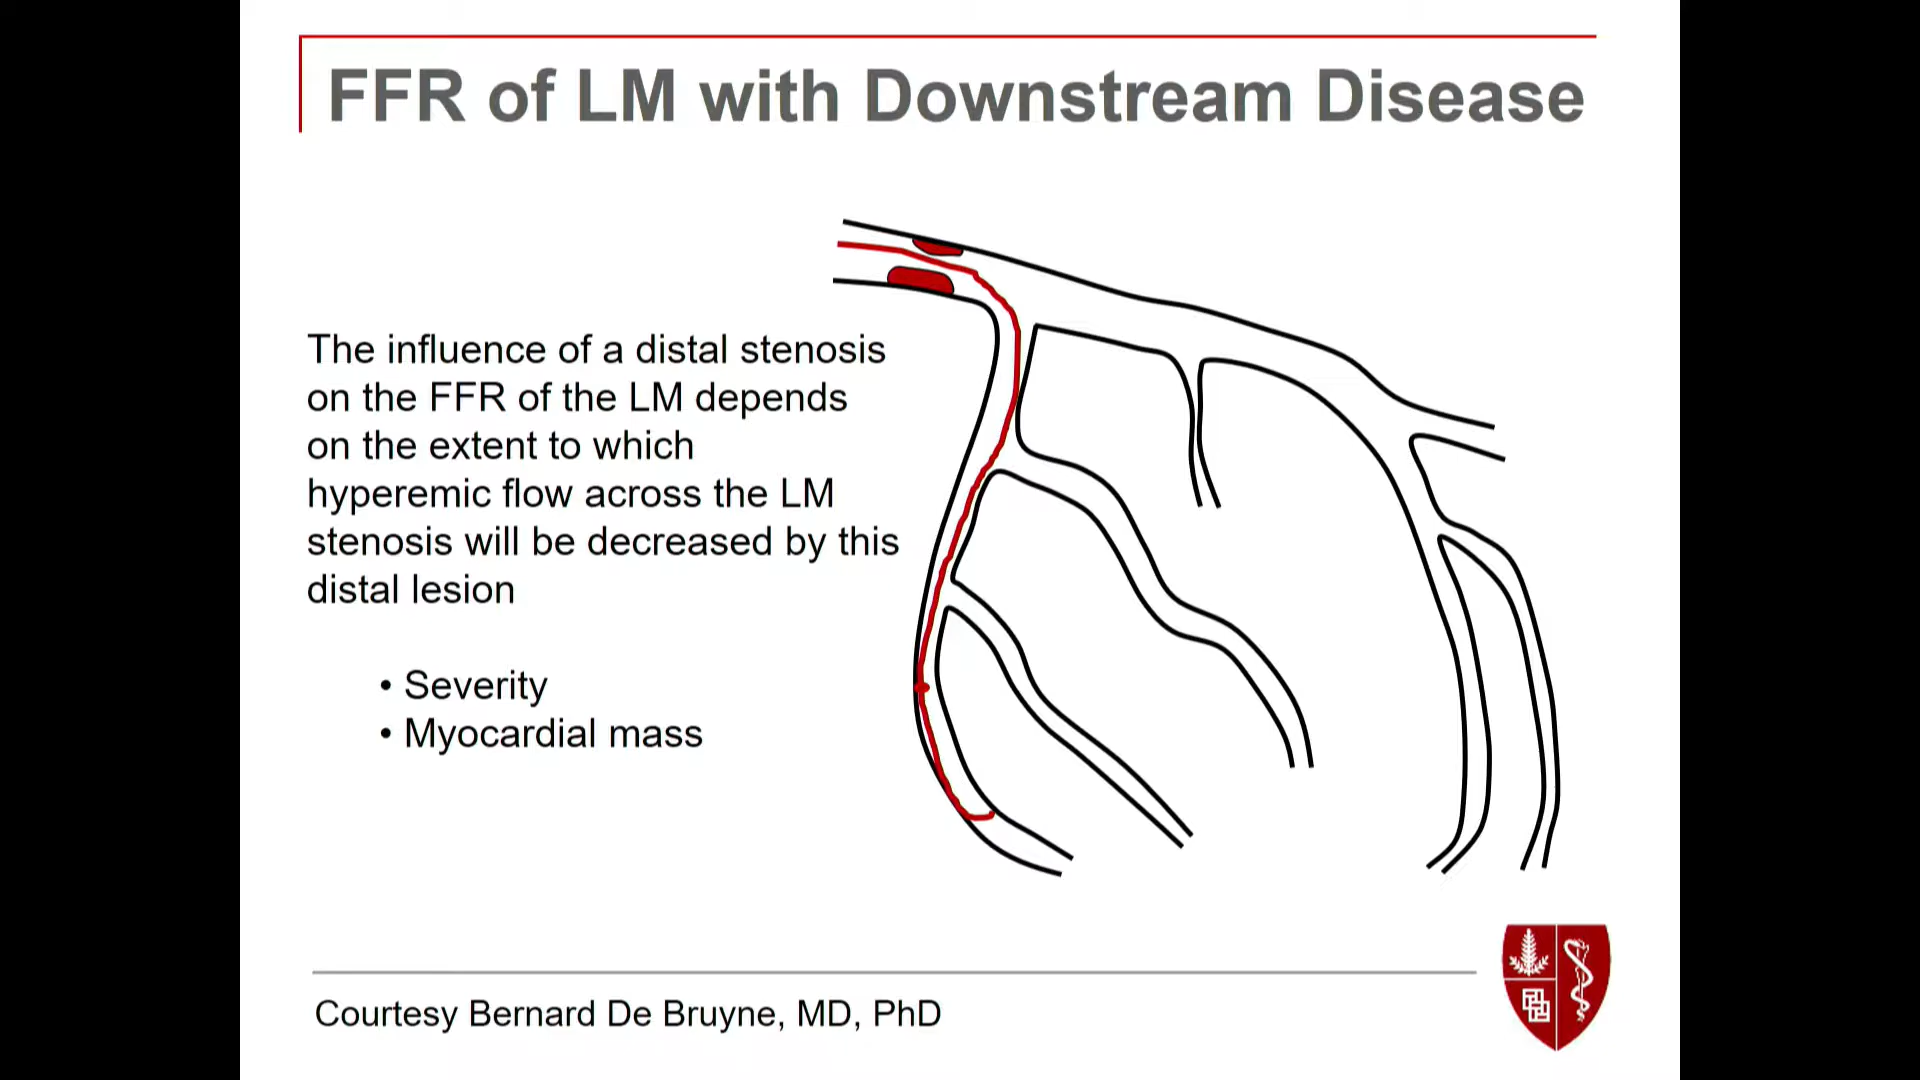 FFR of LM with Downstream Disease
The influence of a distal stenosis
on the FFR of the LM depends
on the extent to which
hyperemic flow across the LM
stenosis will be decreased by this
distal lesion
• Severity
• Myocardial mass
Courtesy Bernard De Bruyne, MD, PhD